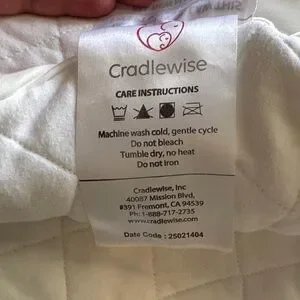 Cradlewise
CARE INSTRUCTIONS
Machine wash cold, gentle cycle
Do not bleach
Tumble dry, no heat
Do not iron
Cradlewise, Inc
40087 Mission Blvd,
#391 Fremont, CA 94539
Ph: 1-888-717-2735
www.cradlewise.com
Date Code : 25021404